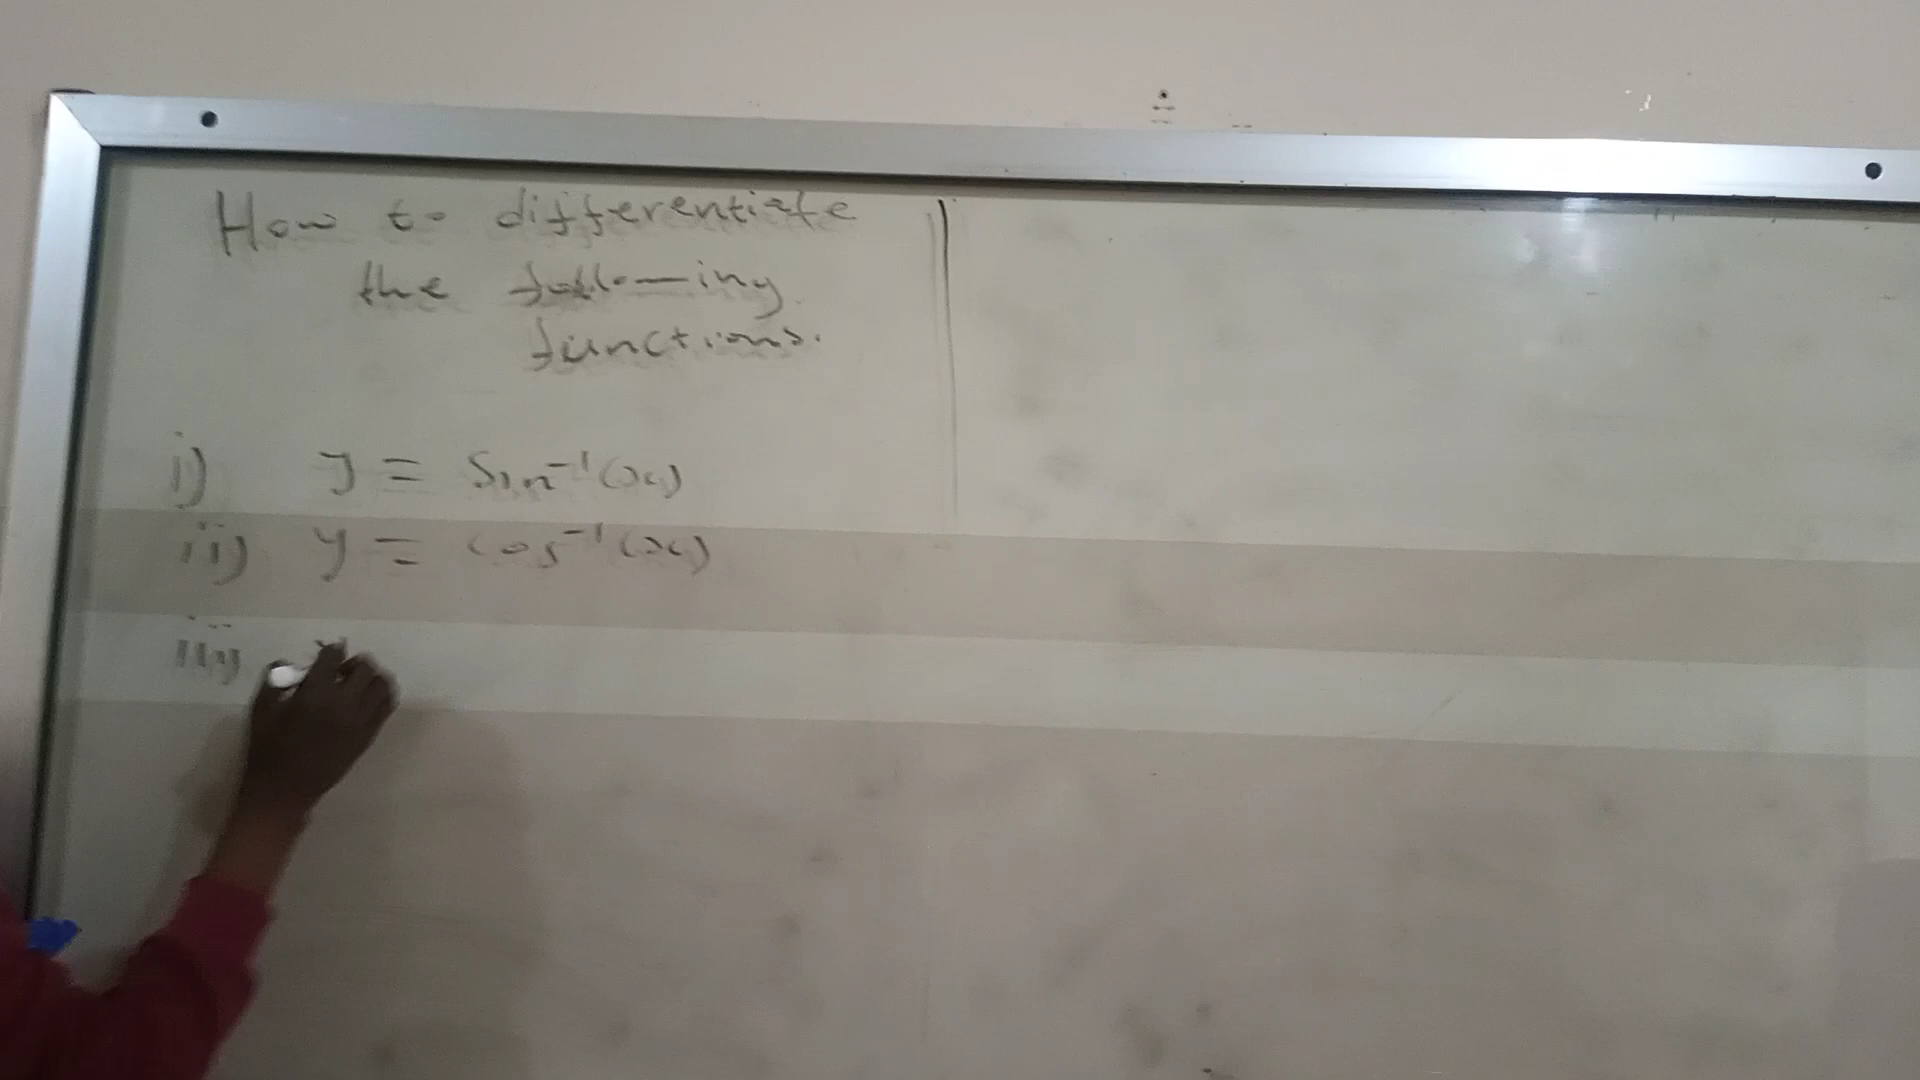 How to differentiate
the following
functions.
i) y = Sin⁻¹(x)
ii) y = Cos⁻¹(x)
iii) y